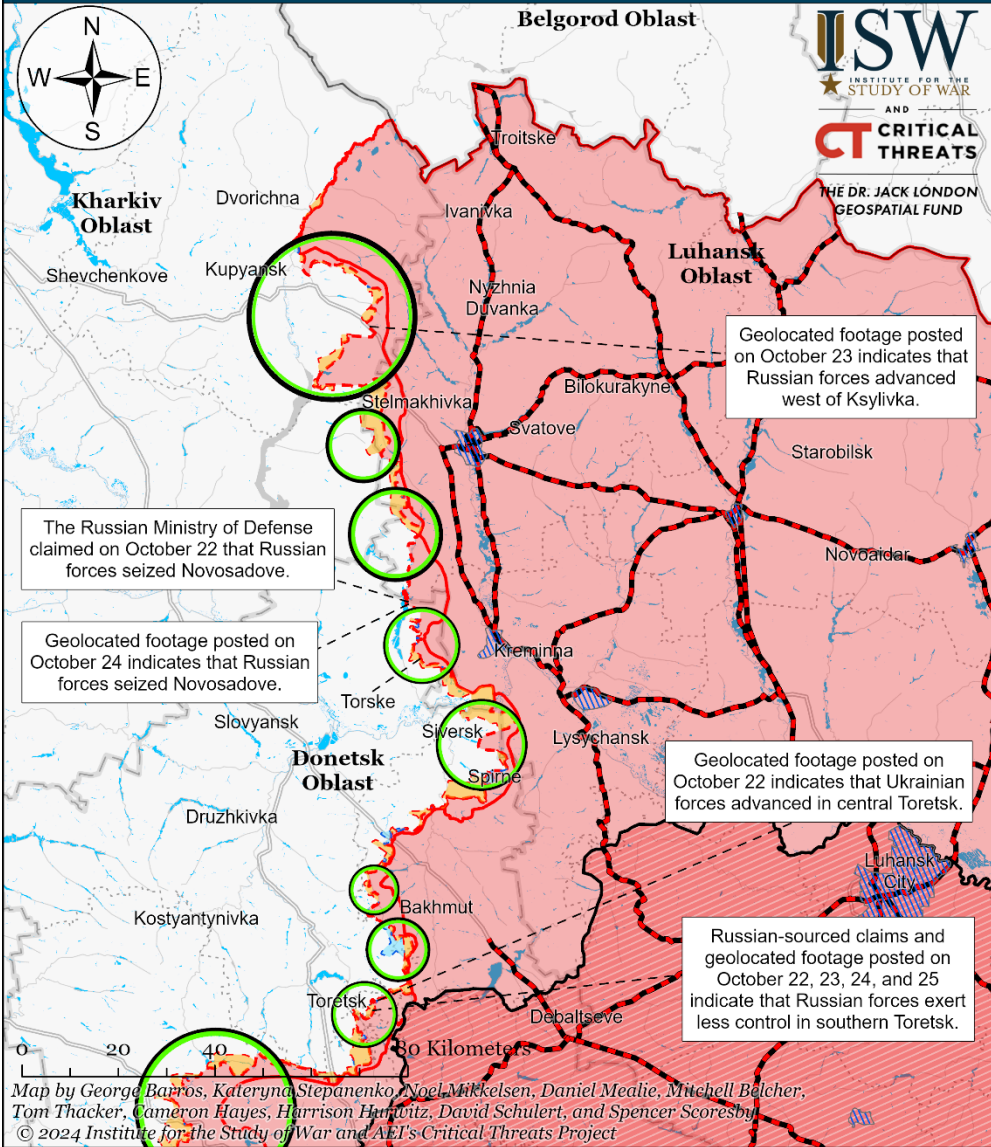 Belgorod Oblast
N
W E
S
ISW
INSTITUTE FOR THE
STUDY OF WAR
AND
CT CRITICAL
THREATS
THE DR. JACK LONDON
GEOSPATIAL FUND
Troitske
Dvorichna
Kharkiv
Oblast
Ivanivka
Luhansk
Oblast
Shevchenkove
Kupyansk
Nyzhnia
Duvanka
Geolocated footage posted
on October 23 indicates that
Russian forces advanced
west of Ksylivka.
Bilokurakyne
Stelmakhivka
Svatove
Starobilsk
The Russian Ministry of Defense
claimed on October 22 that Russian
forces seized Novosadove.
Novoaidar
Geolocated footage posted on
October 24 indicates that Russian
forces seized Novosadove.
Kreminna
Torske
Slovyansk
Siversk
Lysychansk
Donetsk
Oblast
Spirne
Geolocated footage posted on
October 22 indicates that Ukrainian
forces advanced in central Toretsk.
Druzhkivka
Luhansk
City
Bakhmut
Kostyantynivka
Russian-sourced claims and
geolocated footage posted on
October 22, 23, 24, and 25
indicate that Russian forces exert
less control in southern Toretsk.
Toretsk
Debaltseve
0 20 40 80 Kilometers
Map by George Barros, Kateryna Stepanenko, Noel Mikkelsen, Daniel Mealie, Mitchell Belcher,
Tom Thacker, Cameron Hayes, Harrison Hurwitz, David Schulert, and Spencer Scoresby
© 2024 Institute for the Study of War and AEI's Critical Threats Project